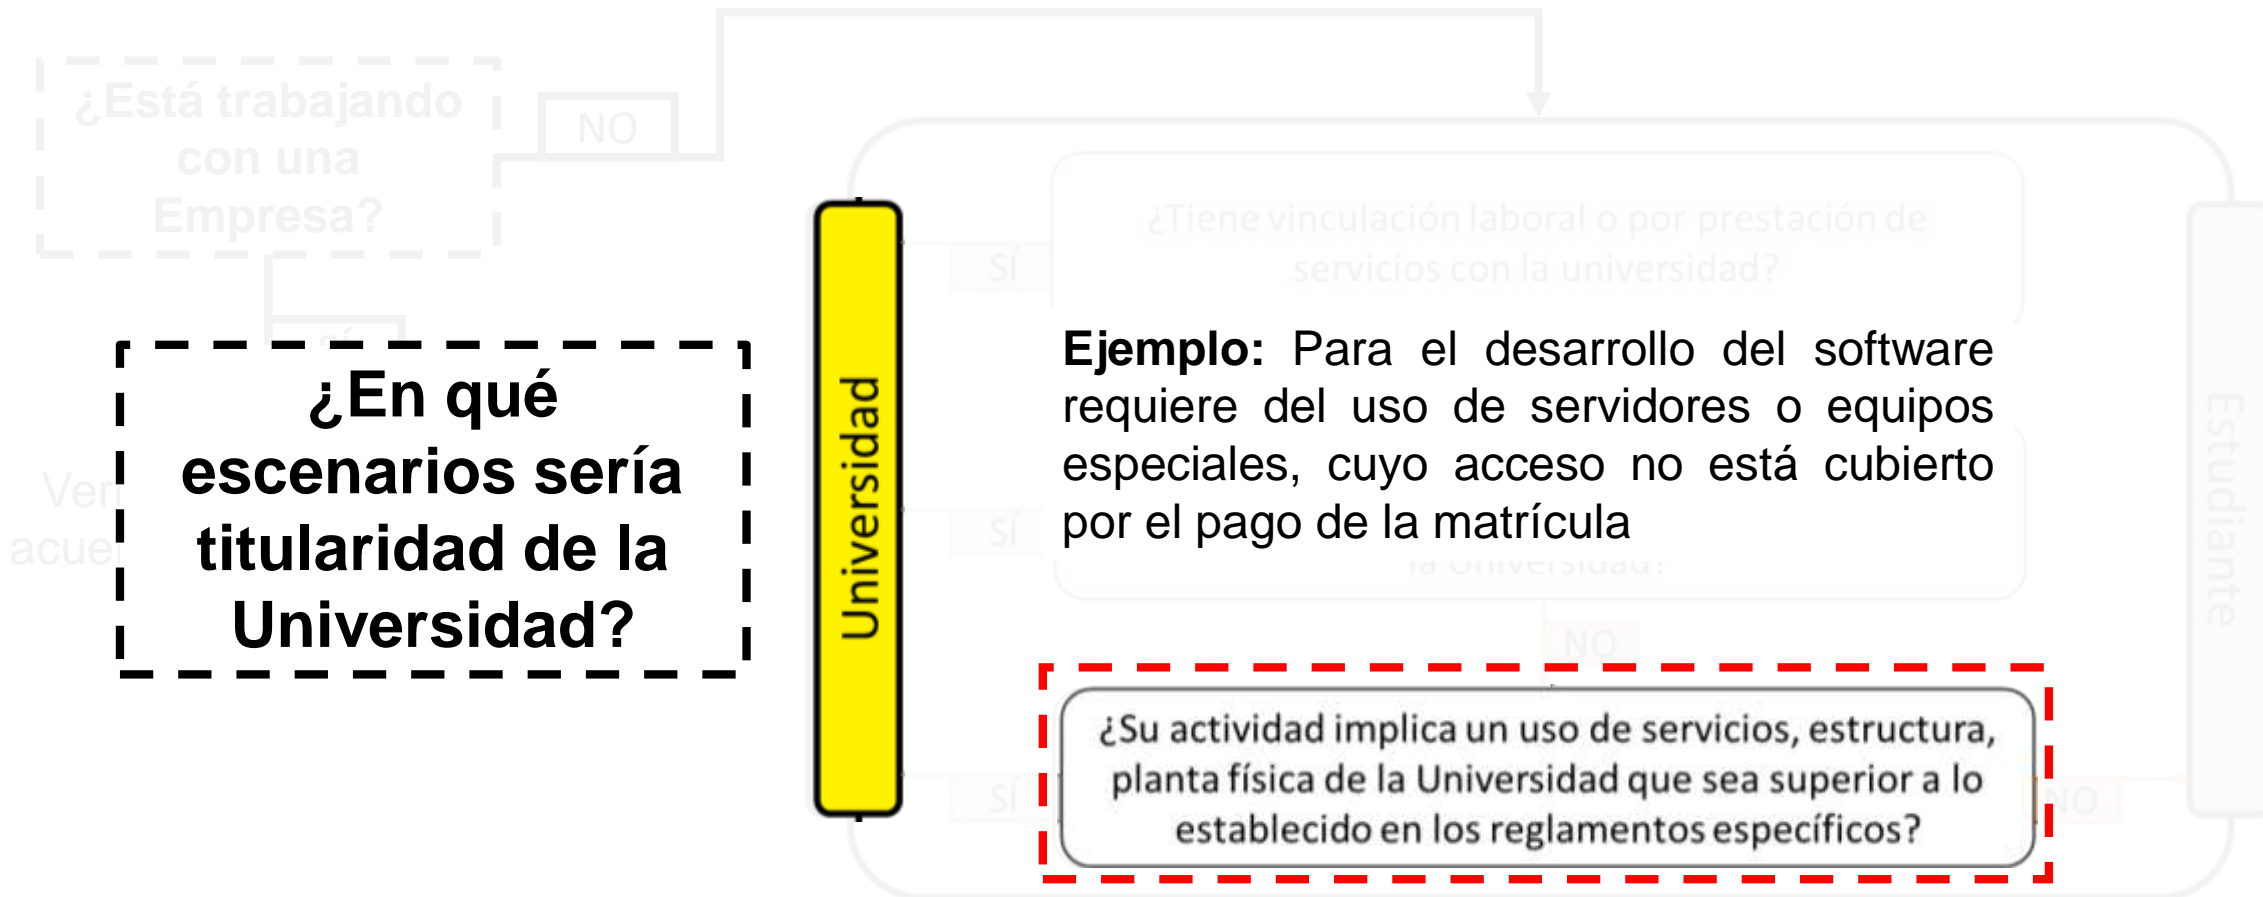 ¿Está trabajando
con una
Empresa?
NO
¿Tiene vinculación laboral o por prestación de
servicios con la universidad?
SÍ
¿En qué
escenarios sería
titularidad de la
Universidad?
Universidad
Ejemplo: Para el desarrollo del software
requiere del uso de servidores o equipos
especiales, cuyo acceso no está cubierto
por el pago de la matrícula
SÍ
la Universidad?
NO
¿Su actividad implica un uso de servicios, estructura,
planta física de la Universidad que sea superior a lo
establecido en los reglamentos específicos?
SÍ
NO
Estudiante